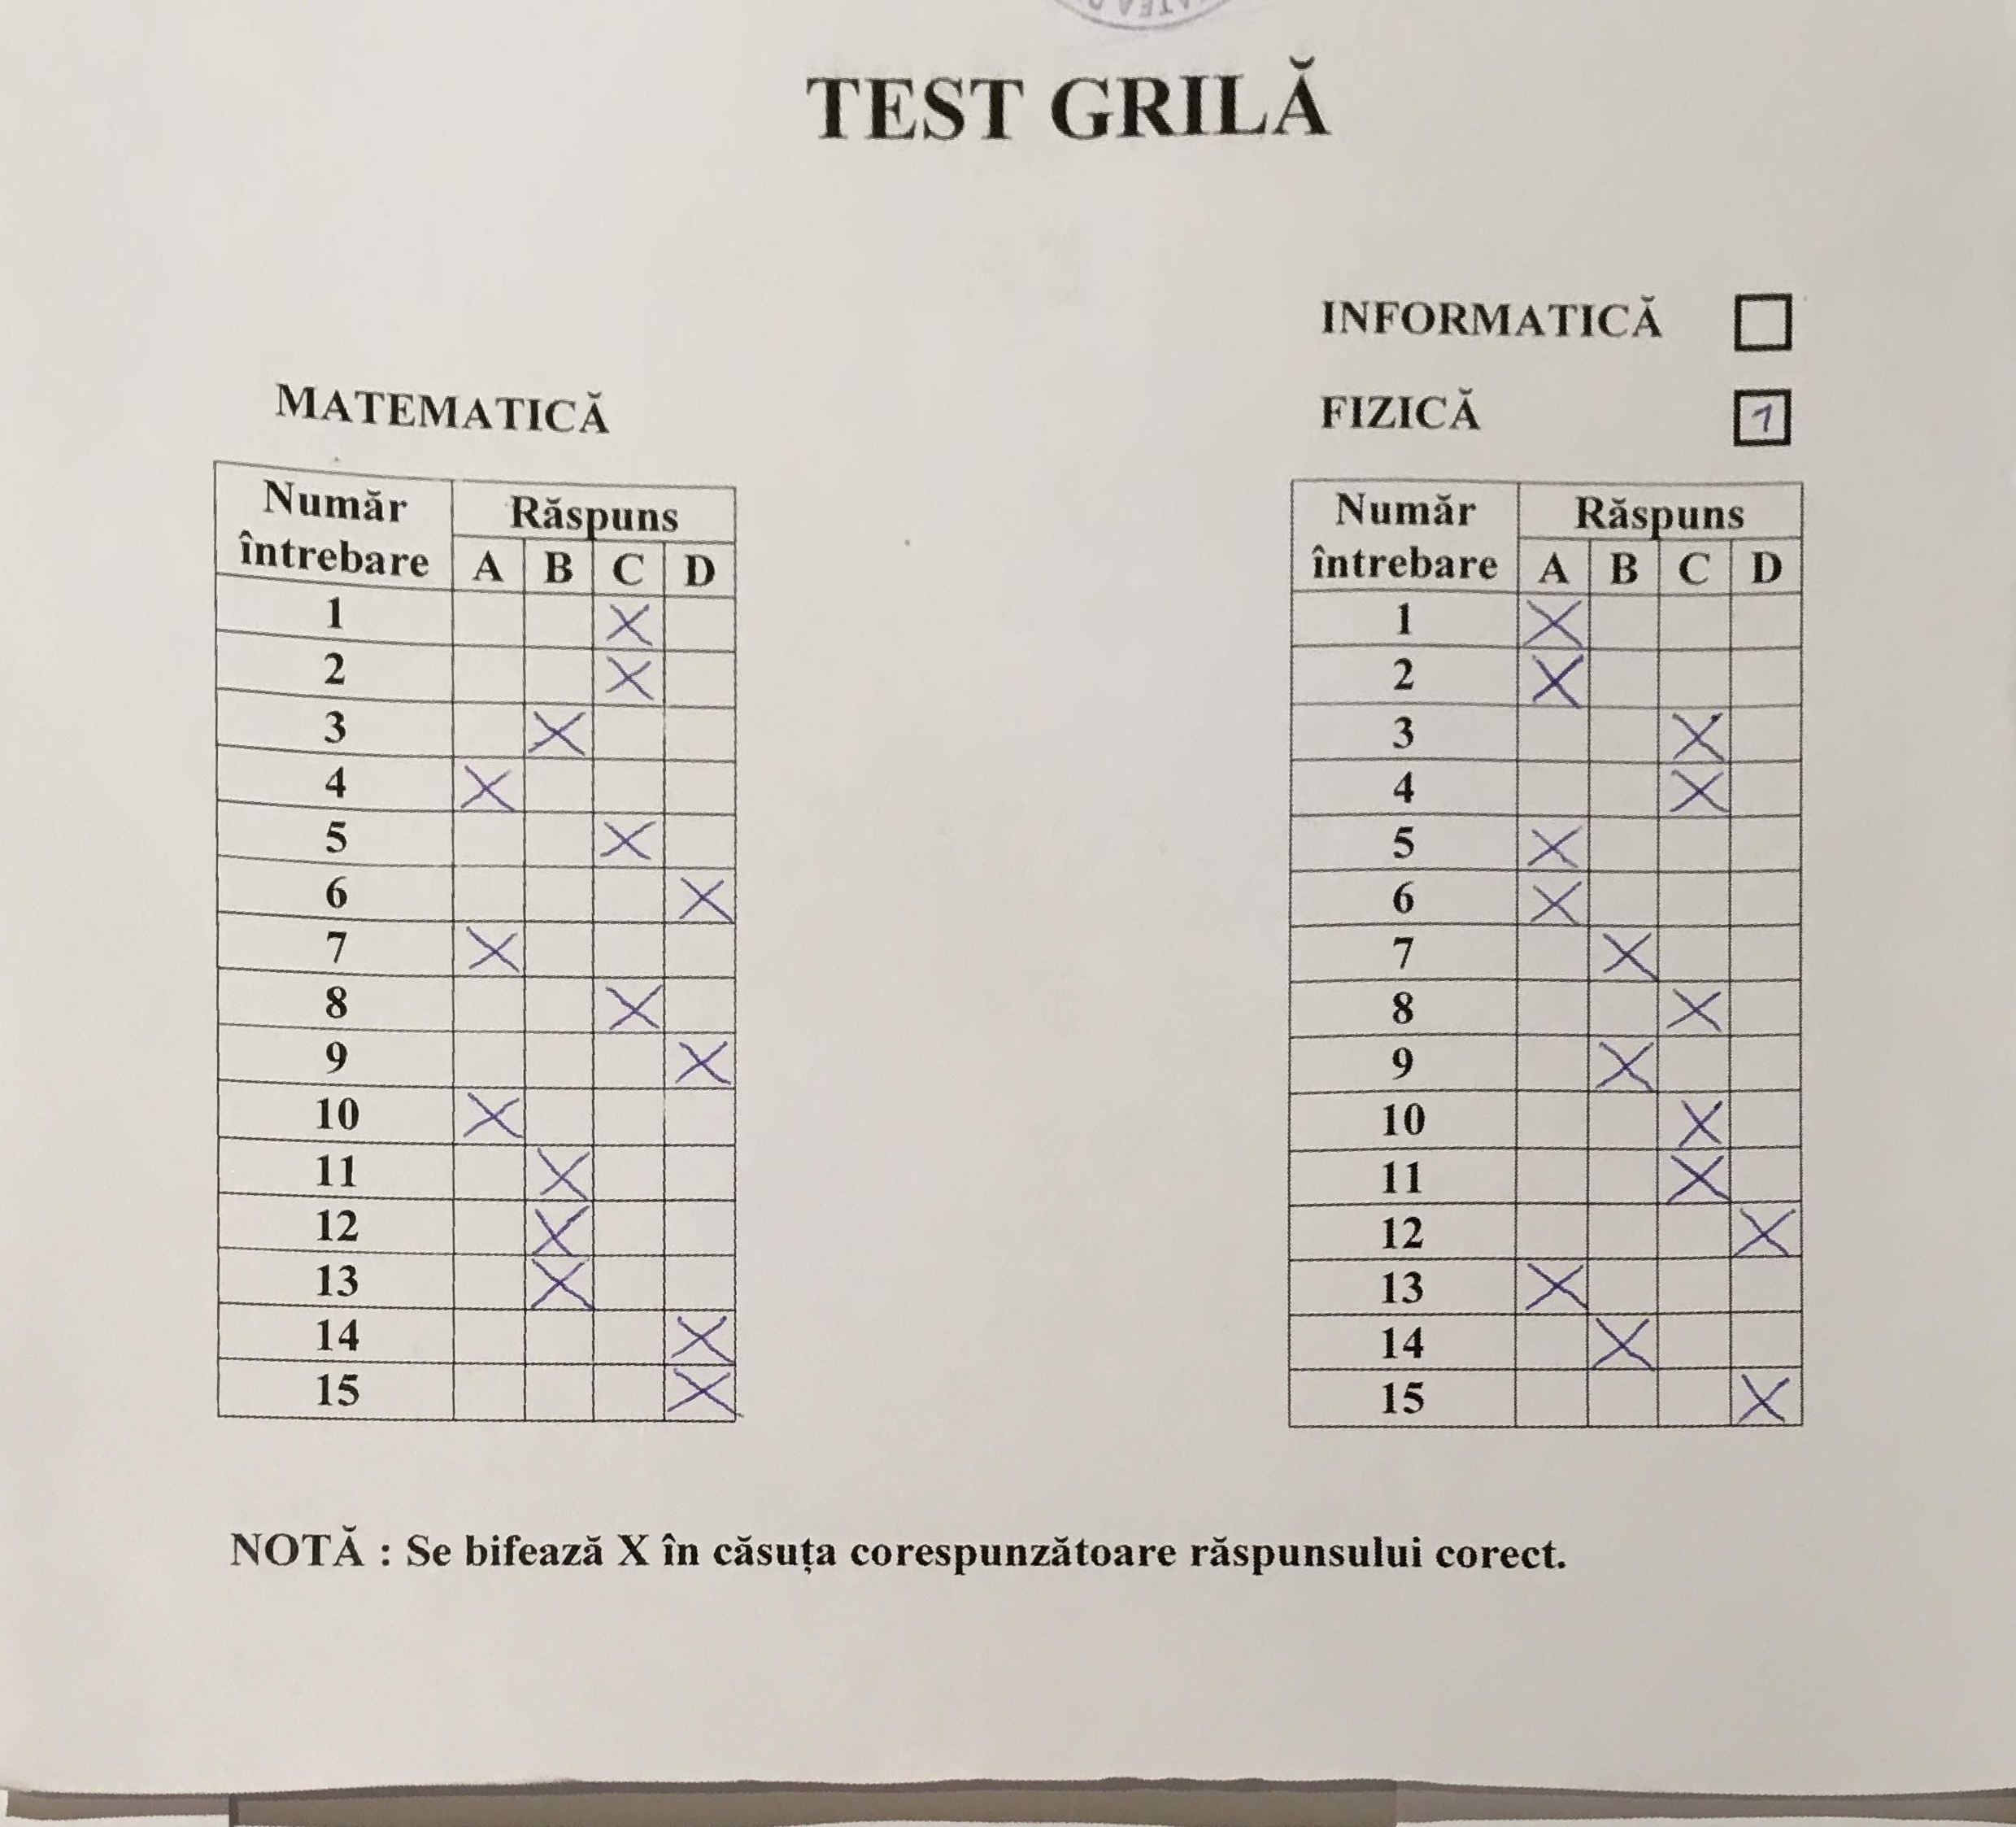 TEST GRILĂ
INFORMATICĂ
FIZICĂ 1
MATEMATICĂ
Număr întrebare Răspuns
A B C D
1 X
2 X
3 X
4 X
5 X
6 X
7 X
8 X
9 X
10 X
11 X
12 X
13 X
14 X
15 X
Număr întrebare Răspuns
A B C D
1 X
2 X
3 X
4 X
5 X
6 X
7 X
8 X
9 X
10 X
11 X
12 X
13 X
14 X
15 X
NOTĂ : Se bifează X în căsuța corespunzătoare răspunsului corect.